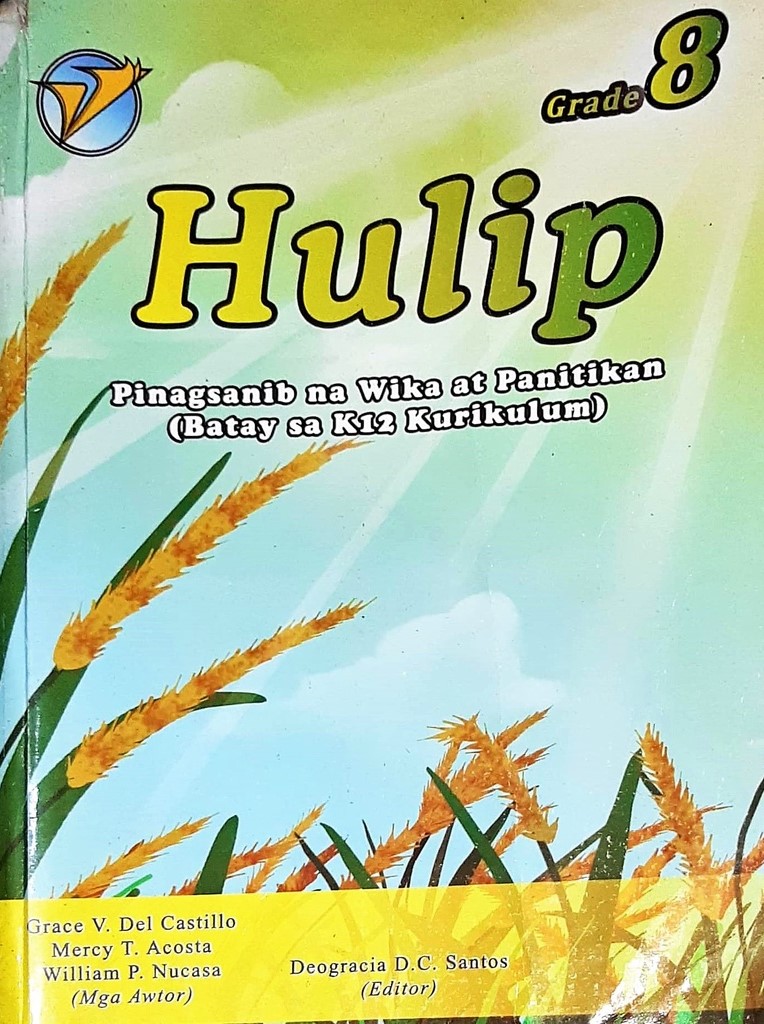 Grade 8
Hulip
Pinagsanib na Wika at Panitikan
(Batay sa K12 Kurikulum)
Grace V. Del Castillo
Mercy T. Acosta
William P. Nucasa
(Mga Awtor)
Deogracia D.C. Santos
(Editor)